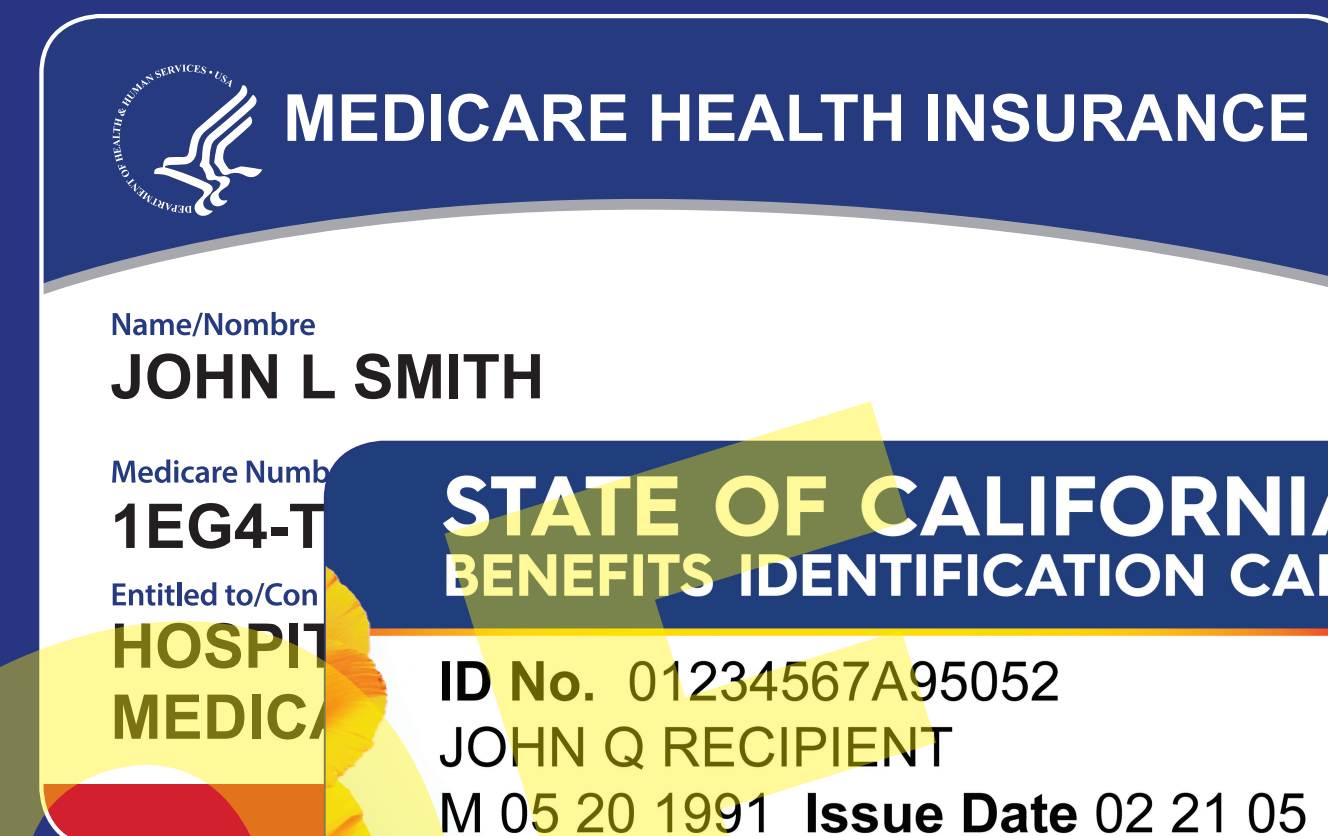 DEPARTMENT OF HEALTH & HUMAN SERVICES • USA
MEDICARE HEALTH INSURANCE
Name/Nombre
JOHN L SMITH
Medicare Numb
1EG4-T
Entitled to/Con
HOSPIT
MEDICA
STATE OF CALIFORNIA
BENEFITS IDENTIFICATION CAR
ID No. 01234567A95052
JOHN Q RECIPIENT
M 05 20 1991 Issue Date 02 21 05